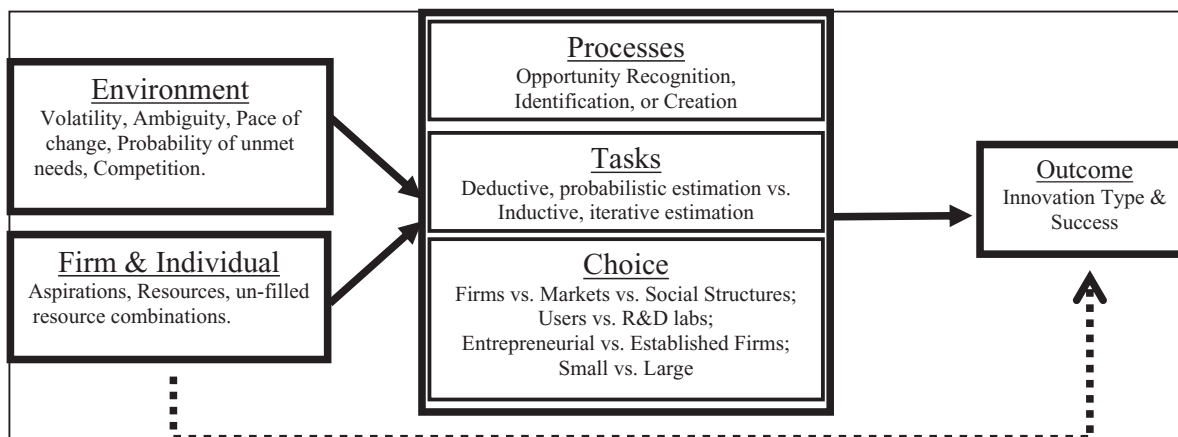 Environment
Volatility, Ambiguity, Pace of
change, Probability of unmet
needs, Competition.
Firm & Individual
Aspirations, Resources, un-filled
resource combinations.
Processes
Opportunity Recognition,
Identification, or Creation
Tasks
Deductive, probabilistic estimation vs.
Inductive, iterative estimation
Choice
Firms vs. Markets vs. Social Structures;
Users vs. R&D labs;
Entrepreneurial vs. Established Firms;
Small vs. Large
Outcome
Innovation Type &
Success